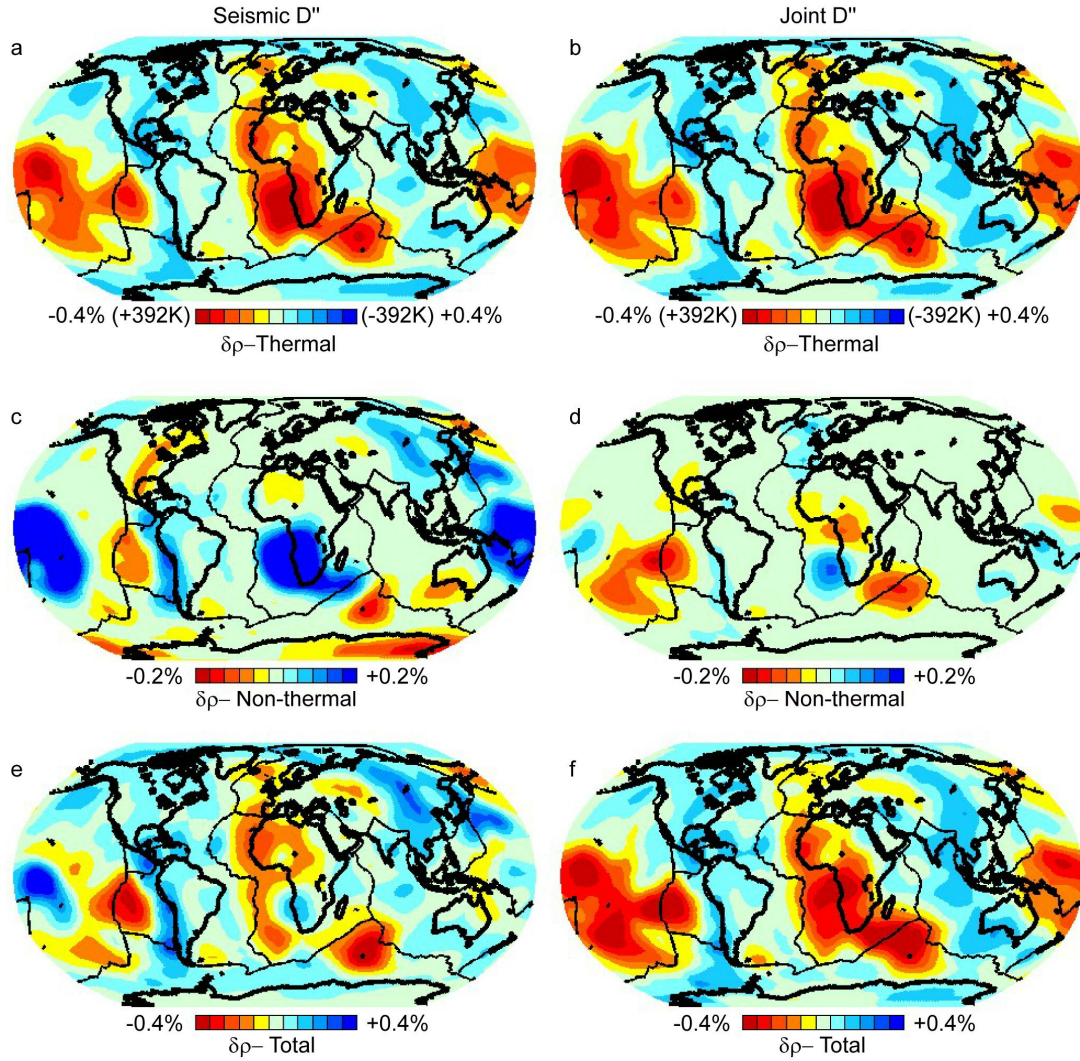 Seismic D"
Joint D"
a
b
-0.4% (+392K) (-392K) +0.4%
δρ−Thermal
-0.4% (+392K) (-392K) +0.4%
δρ−Thermal
c
d
-0.2% +0.2%
δρ− Non-thermal
-0.2% +0.2%
δρ− Non-thermal
e
f
-0.4% +0.4%
δρ− Total
-0.4% +0.4%
δρ− Total